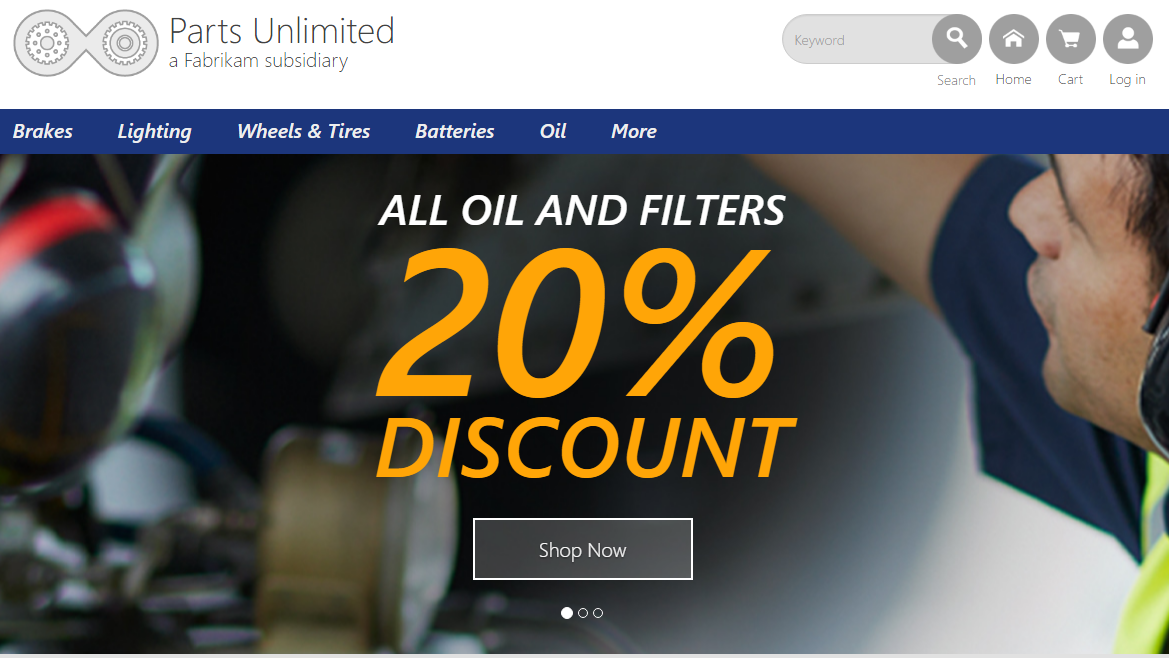 Parts Unlimited
a Fabrikam subsidiary
Keyword
Search
Home
Cart
Log in
Brakes
Lighting
Wheels & Tires
Batteries
Oil
More
ALL OIL AND FILTERS
20%
DISCOUNT
Shop Now